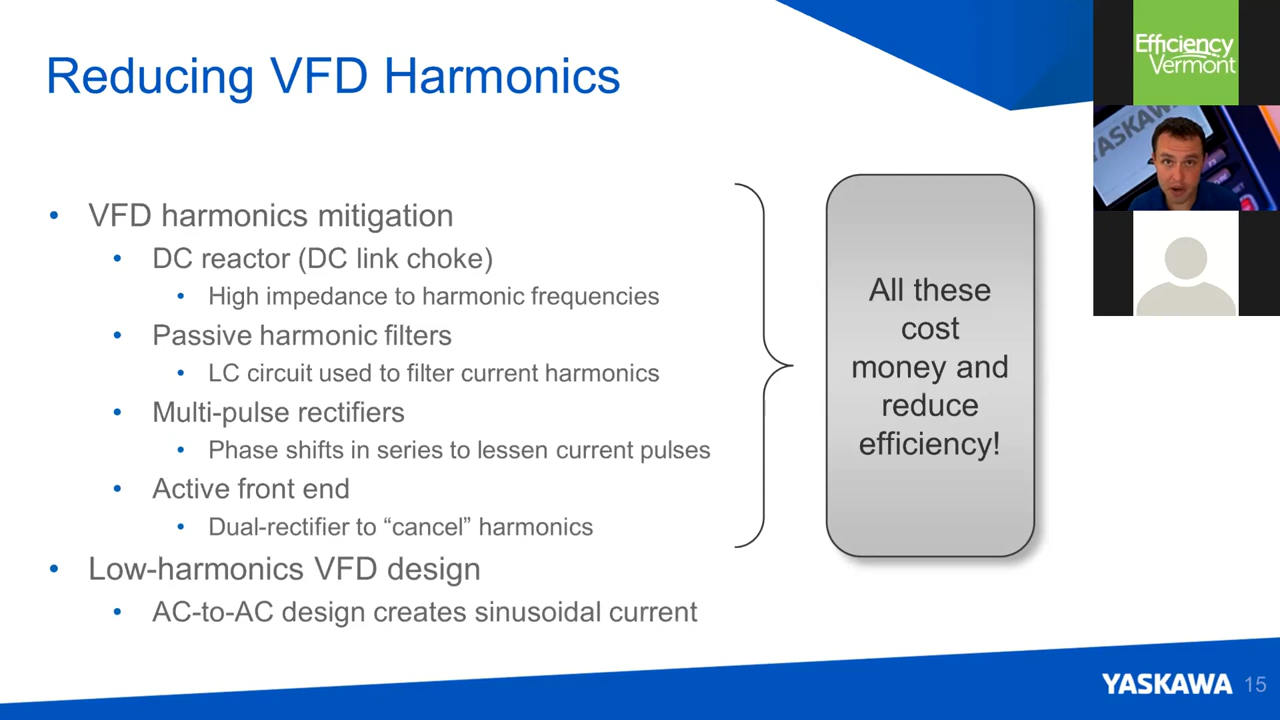 Reducing VFD Harmonics
• VFD harmonics mitigation
• DC reactor (DC link choke)
• High impedance to harmonic frequencies
• Passive harmonic filters
• LC circuit used to filter current harmonics
• Multi-pulse rectifiers
• Phase shifts in series to lessen current pulses
• Active front end
• Dual-rectifier to “cancel” harmonics
• Low-harmonics VFD design
• AC-to-AC design creates sinusoidal current
All these
cost
money and
reduce
efficiency!
Efficiency
Vermont
YASKAWA
YASKAWA 15